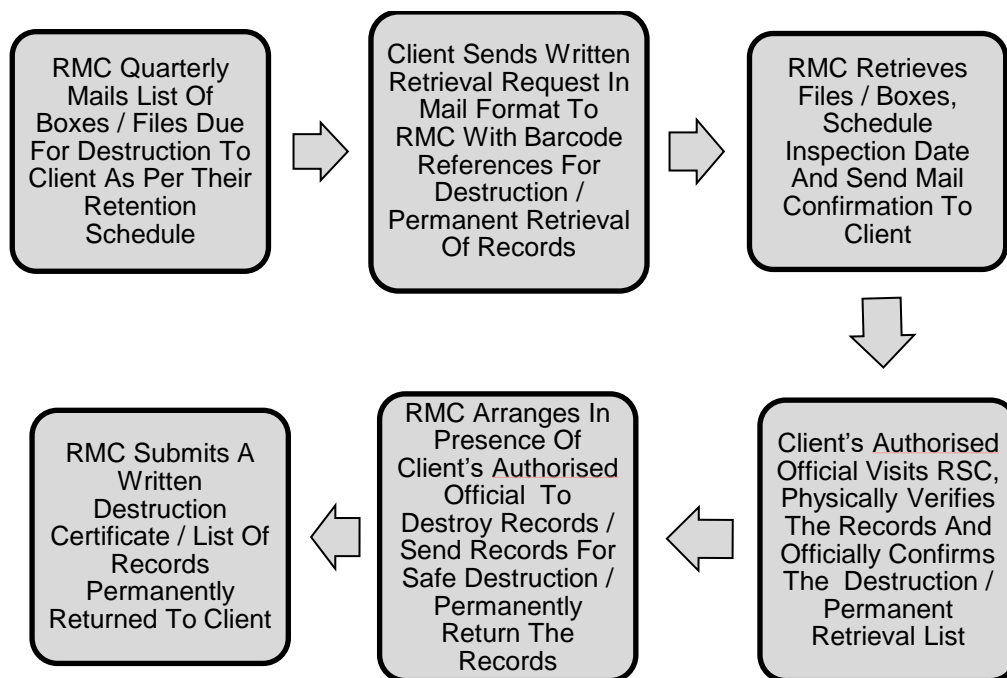 RMC Quarterly
Mails List Of
Boxes / Files Due
For Destruction To
Client As Per Their
Retention
Schedule
Client Sends Written
Retrieval Request In
Mail Format To
RMC With Barcode
References For
Destruction /
Permanent Retrieval
Of Records
RMC Retrieves
Files / Boxes,
Schedule
Inspection Date
And Send Mail
Confirmation To
Client
Client’s Authorised
Official Visits RSC,
Physically Verifies
The Records And
Officially Confirms
The Destruction /
Permanent
Retrieval List
RMC Arranges In
Presence Of
Client’s Authorised
Official To
Destroy Records /
Send Records For
Safe Destruction /
Permanently
Return The
Records
RMC Submits A
Written
Destruction
Certificate / List Of
Records
Permanently
Returned To Client